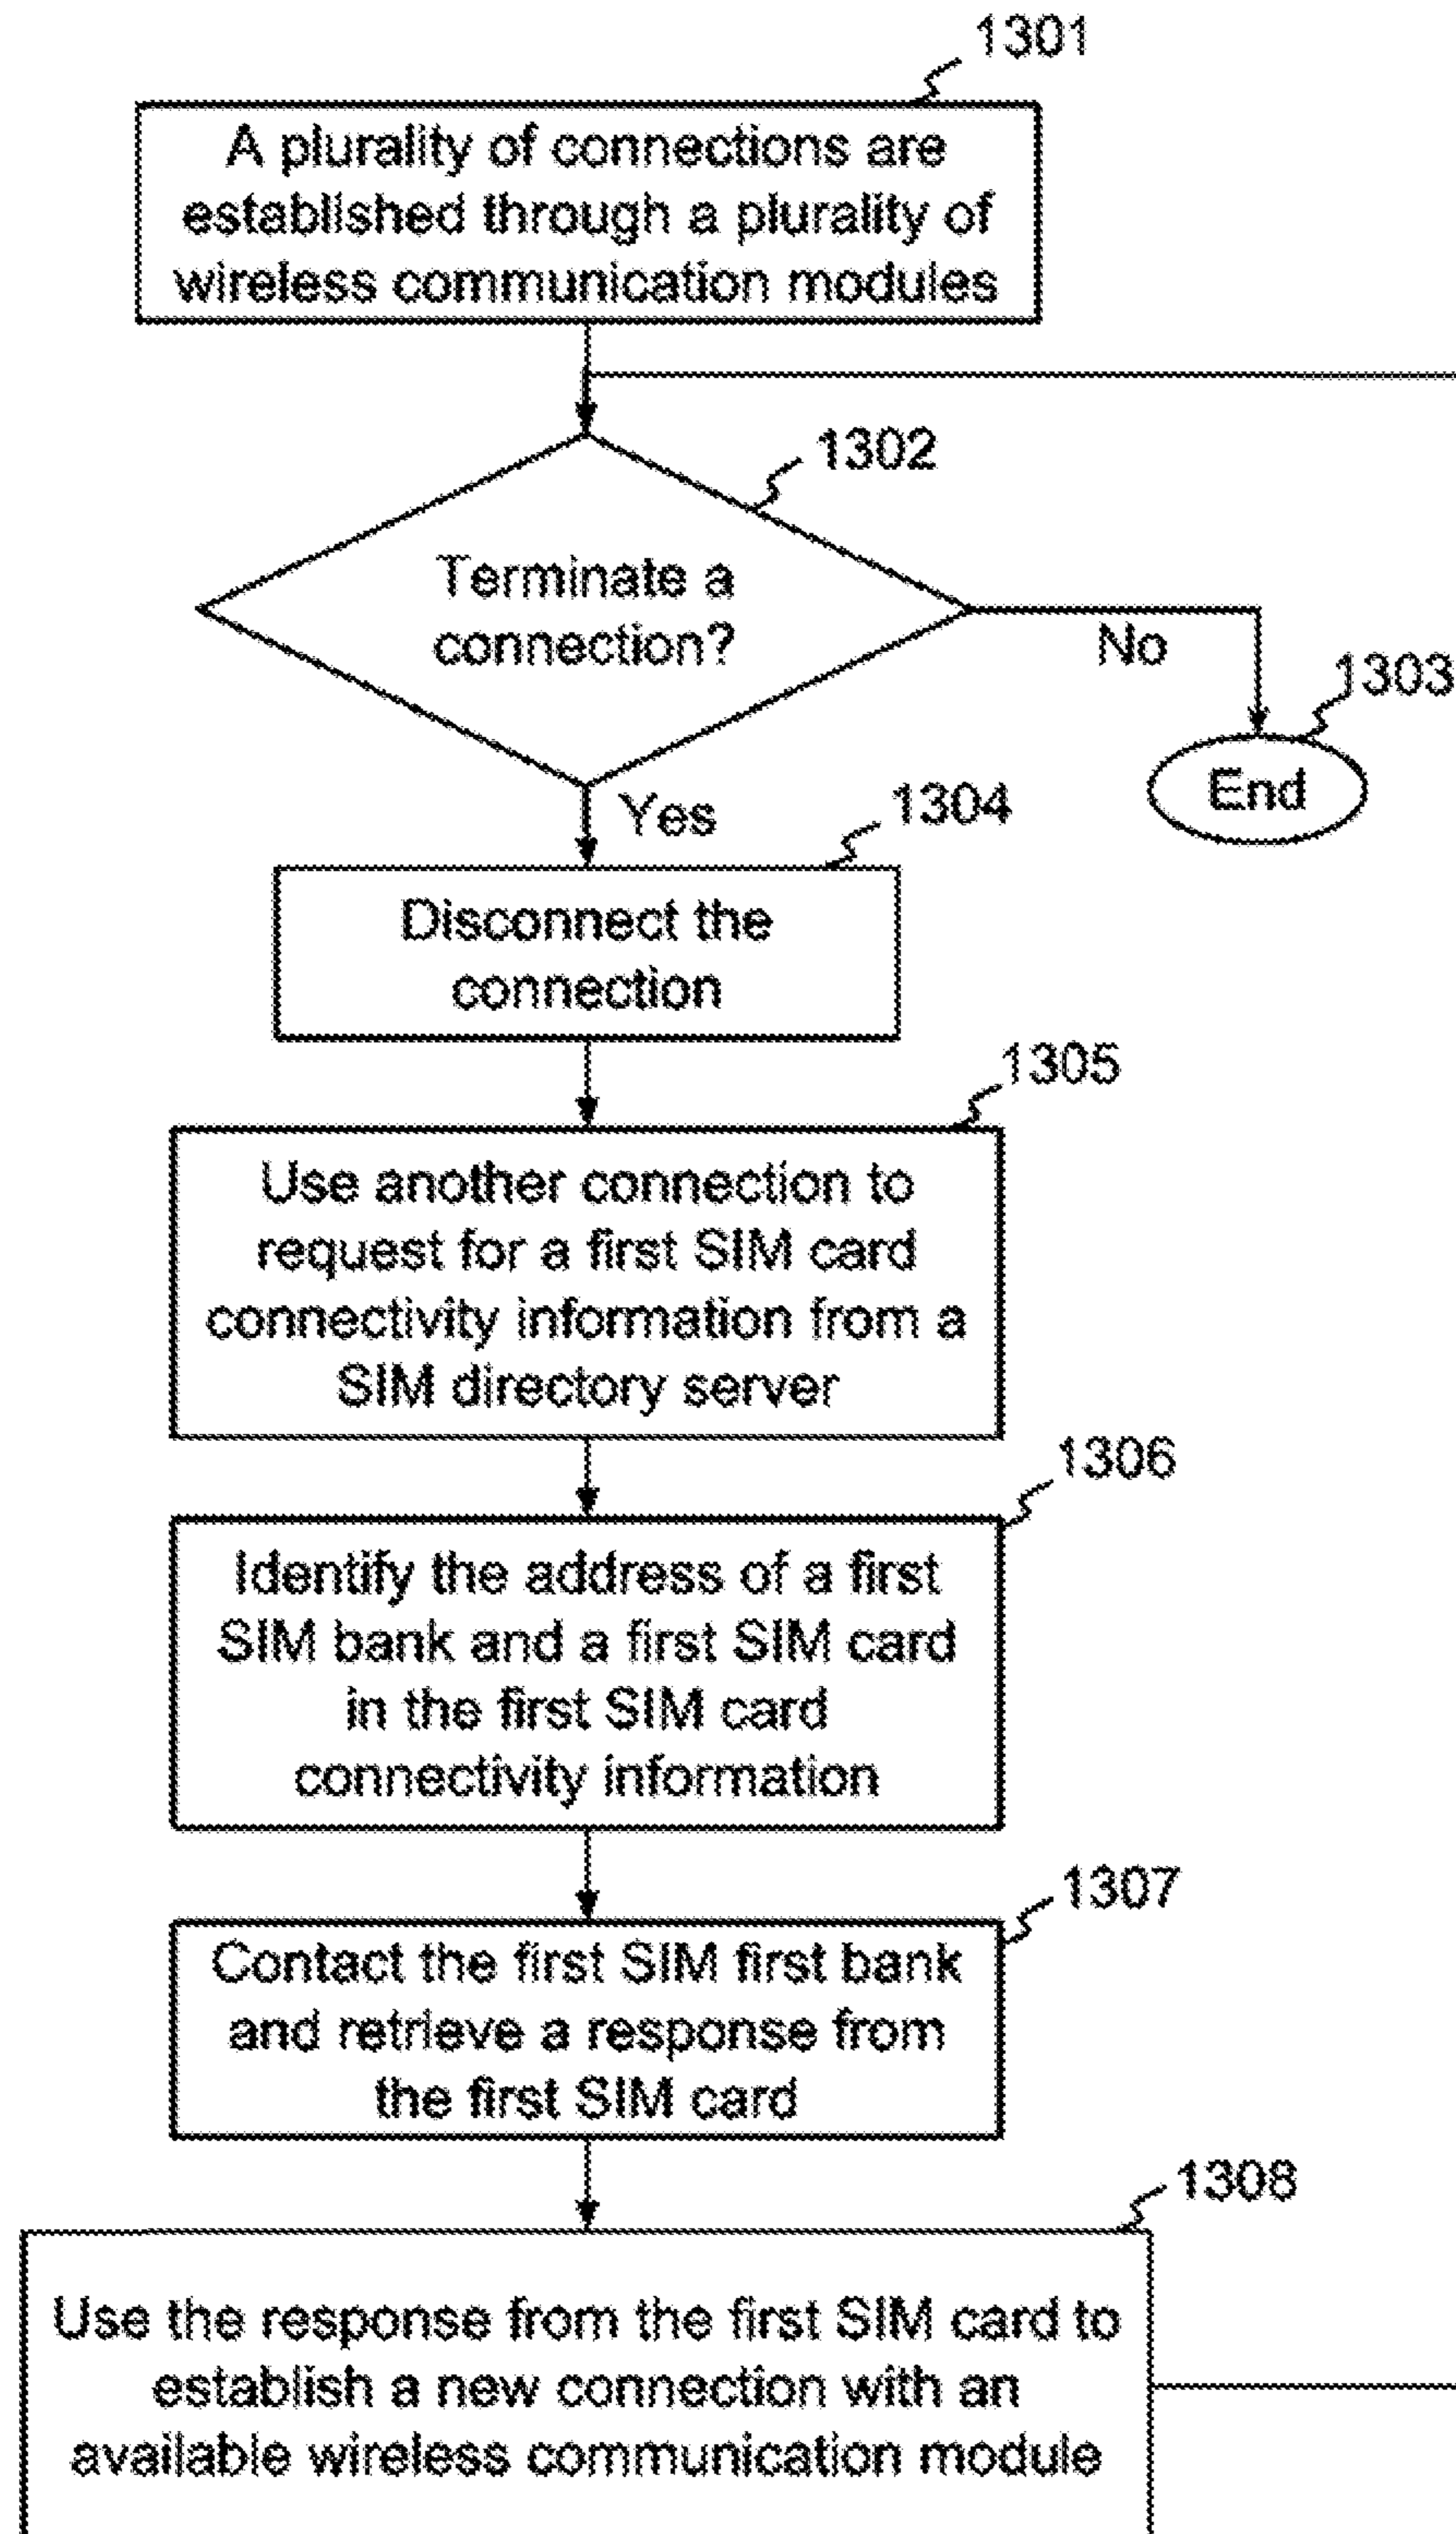 1301
A plurality of connections are
established through a plurality of
wireless communication modules
1302
Terminate a
connection?
No
1303
End
Yes
1304
Disconnect the
connection
1305
Use another connection to
request for a first SIM card
connectivity information from a
SIM directory server
1306
Identify the address of a first
SIM bank and a first SIM card
in the first SIM card
connectivity information
1307
Contact the first SIM first bank
and retrieve a response from
the first SIM card
1308
Use the response from the first SIM card to
establish a new connection with an
available wireless communication module